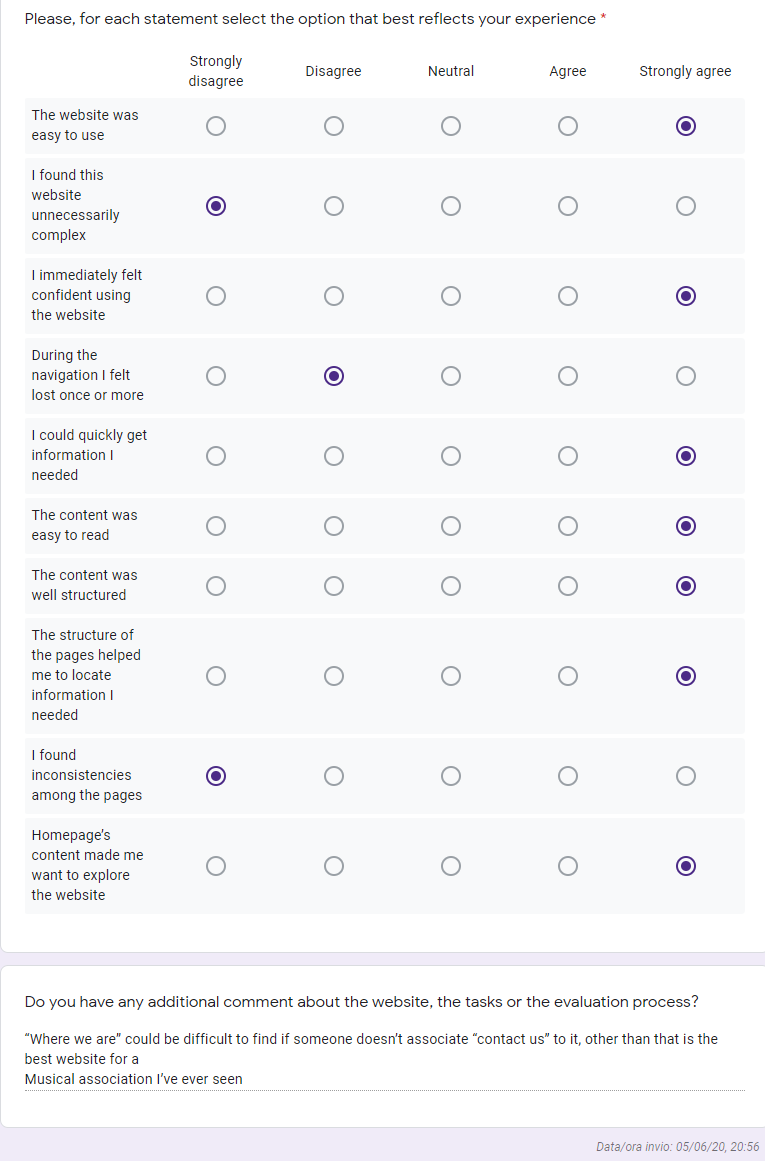 Please, for each statement select the option that best reflects your experience *
Strongly
disagree
Disagree
Neutral
Agree
Strongly agree
The website was
easy to use
I found this
website
unnecessarily
complex
I immediately felt
confident using
the website
During the
navigation I felt
lost once or more
I could quickly get
information I
needed
The content was
easy to read
The content was
well structured
The structure of
the pages helped
me to locate
information I
needed
I found
inconsistencies
among the pages
Homepage’s
content made me
want to explore
the website
Do you have any additional comment about the website, the tasks or the evaluation process?
“Where we are” could be difficult to find if someone doesn’t associate “contact us” to it, other than that is the
best website for a
Musical association I’ve ever seen
Data/ora invio: 05/06/20, 20:56